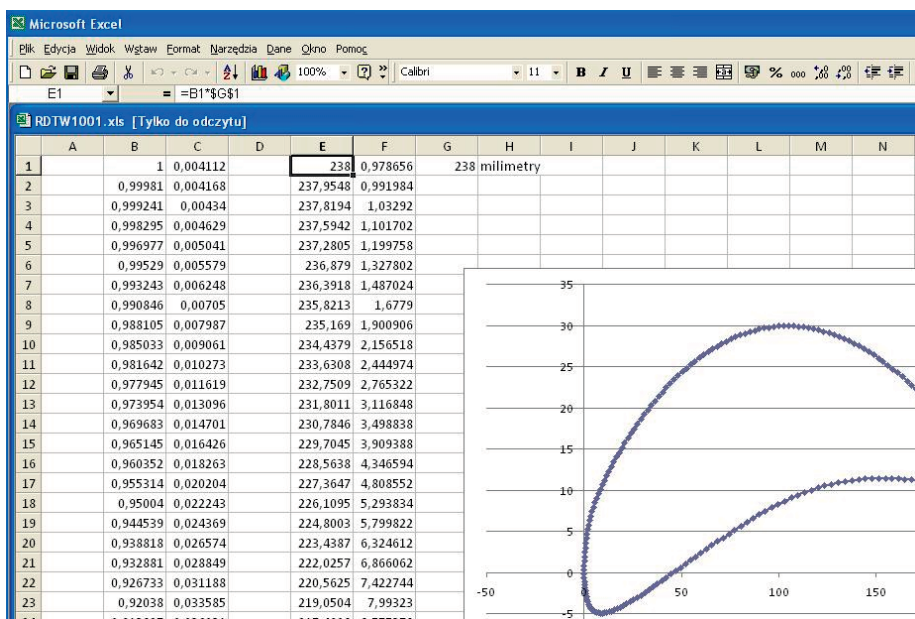 Microsoft Excel
Plik Edycja Widok Wstaw Format Narzędzia Dane Okno Pomoc
100% Calibri 11 B I U % 000
E1 = =B1*$G$1
RDTW1001.xls [Tylko do odczytu]
A B C D E F G H I J K L M N
1 1 0,004112 238 0,978656 238 milimetry
2 0,99981 0,004168 237,9548 0,991984
3 0,999241 0,00434 237,8194 1,03292
4 0,998295 0,004629 237,5942 1,101702
5 0,996977 0,005041 237,2805 1,199758
6 0,99529 0,005579 236,879 1,327802
7 0,993243 0,006248 236,3918 1,487024
8 0,990846 0,00705 235,8213 1,6779
9 0,988105 0,007987 235,169 1,900906
10 0,985033 0,009061 234,4379 2,156518
11 0,981642 0,010273 233,6308 2,444974
12 0,977945 0,011619 232,7509 2,765322
13 0,973954 0,013096 231,8011 3,116848
14 0,969683 0,014701 230,7846 3,498838
15 0,965145 0,016426 229,7045 3,909388
16 0,960352 0,018263 228,5638 4,346594
17 0,955314 0,020204 227,3647 4,808552
18 0,95004 0,022243 226,1095 5,293834
19 0,944539 0,024369 224,8003 5,799822
20 0,938818 0,026574 223,4387 6,324612
21 0,932881 0,028849 222,0257 6,866062
22 0,926733 0,031188 220,5625 7,422744
23 0,92038 0,033585 219,0504 7,99323
35
30
25
20
15
10
5
0
-50 50 100 150
-5